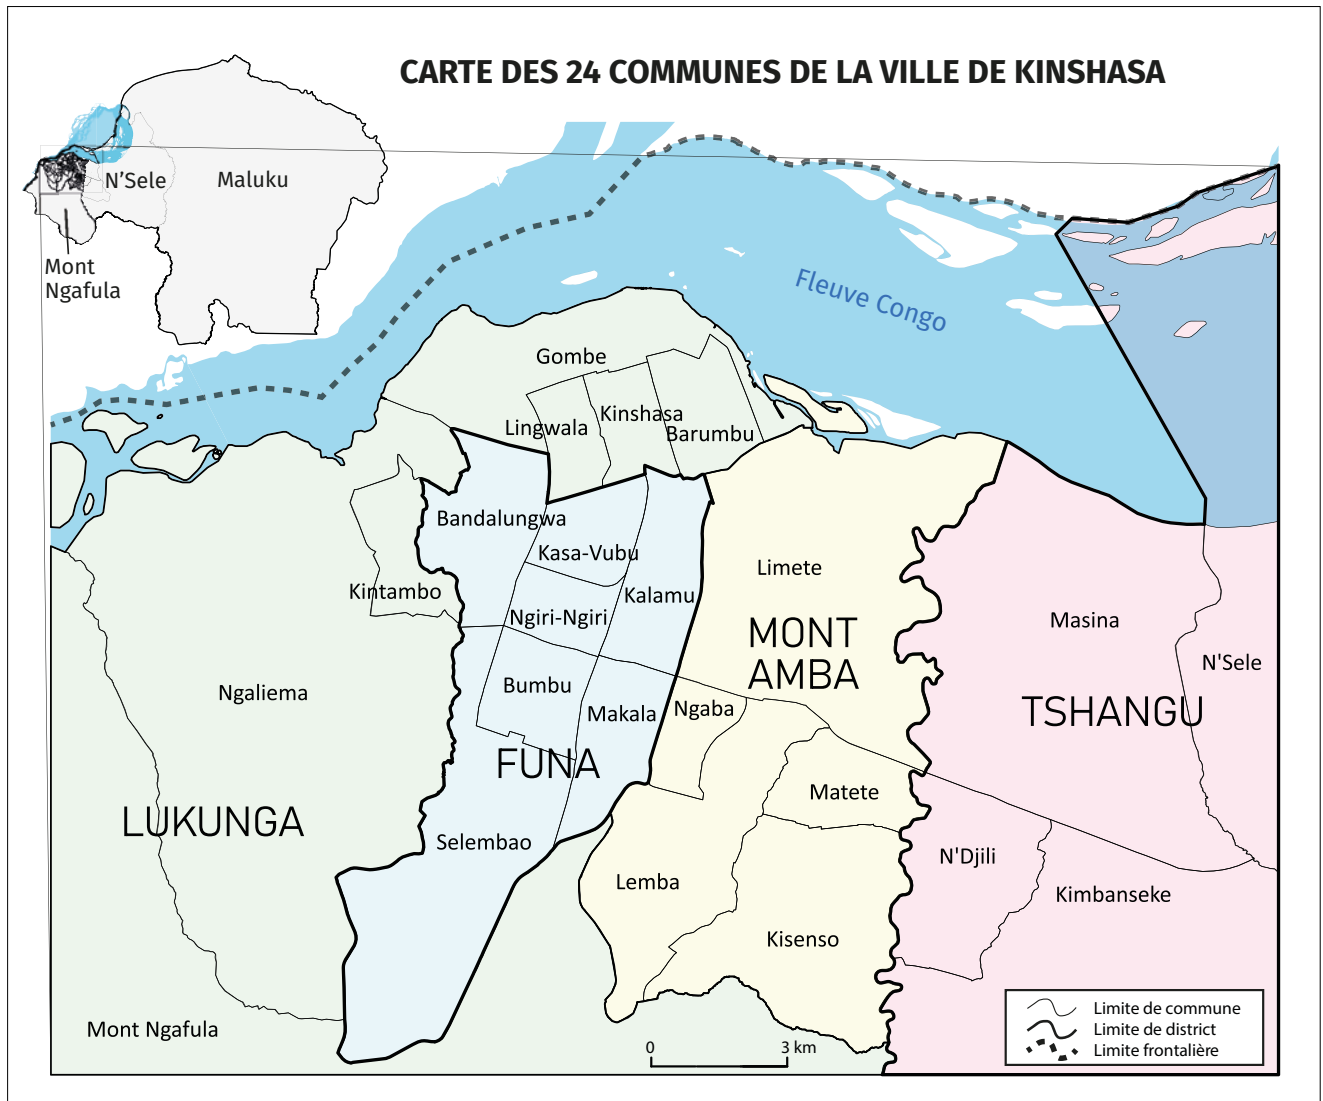 CARTE DES 24 COMMUNES DE LA VILLE DE KINSHASA
N'Sele
Maluku
Mont
Ngafula
Fleuve Congo
Gombe
Kinshasa
Lingwala
Barumbu
Bandalungwa
Kasa-Vubu
Limete
Kintambo
Kalamu
Ngiri-Ngiri
Masina
MONT
AMBA
N'Sele
Ngaliema
Bumbu
Makala
Ngaba
TSHANGU
FUNA
Matete
LUKUNGA
Selembao
N'Djili
Lemba
Kimbanseke
Kisenso
Mont Ngafula
0 3 km
Limite de commune
Limite de district
Limite frontalière